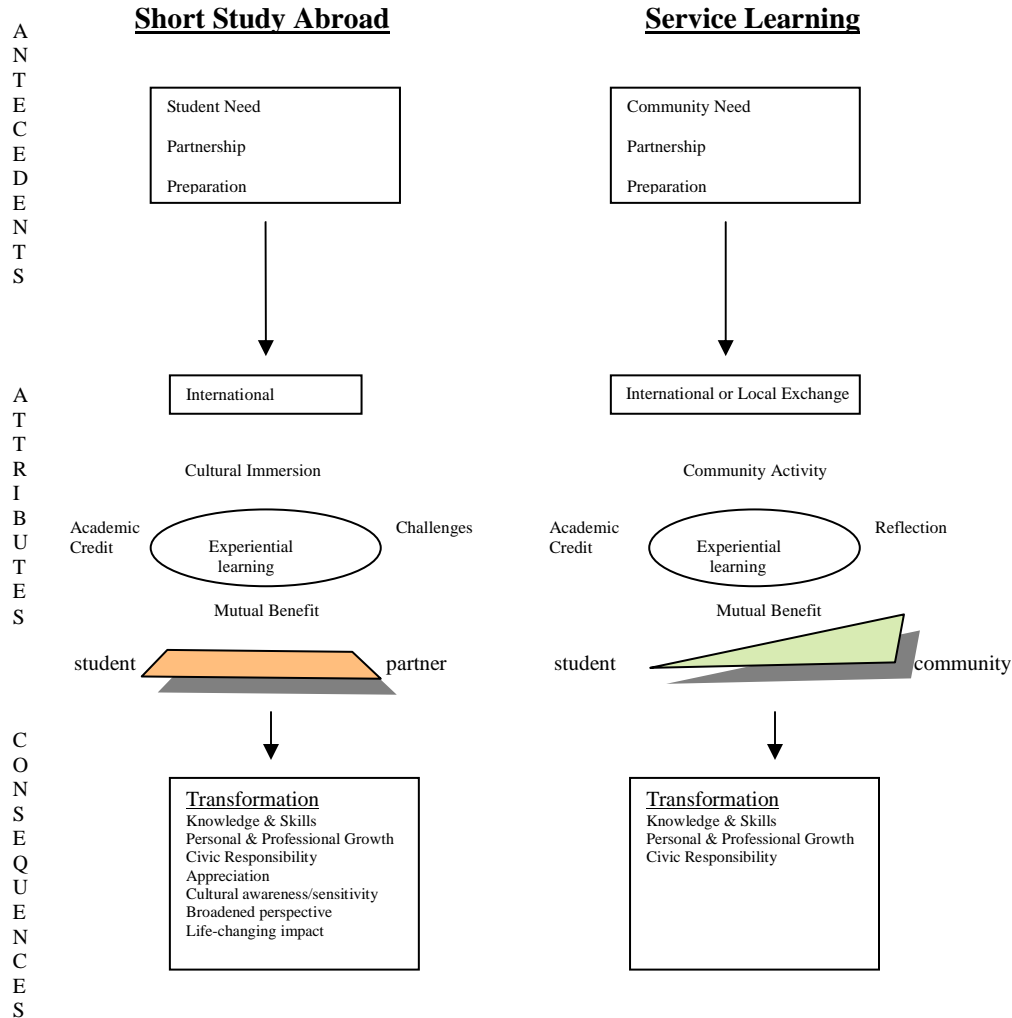 Short Study Abroad
Service Learning
ANTECEDENTS
Student Need
Partnership
Preparation
Community Need
Partnership
Preparation
ATTRIBUTES
International
International or Local Exchange
Cultural Immersion
Community Activity
Academic
Credit
Experiential
learning
Challenges
Academic
Credit
Experiential
learning
Reflection
Mutual Benefit
Mutual Benefit
student
partner
student
community
CONSEQUENCES
Transformation
Knowledge & Skills
Personal & Professional Growth
Civic Responsibility
Appreciation
Cultural awareness/sensitivity
Broadened perspective
Life-changing impact
Transformation
Knowledge & Skills
Personal & Professional Growth
Civic Responsibility